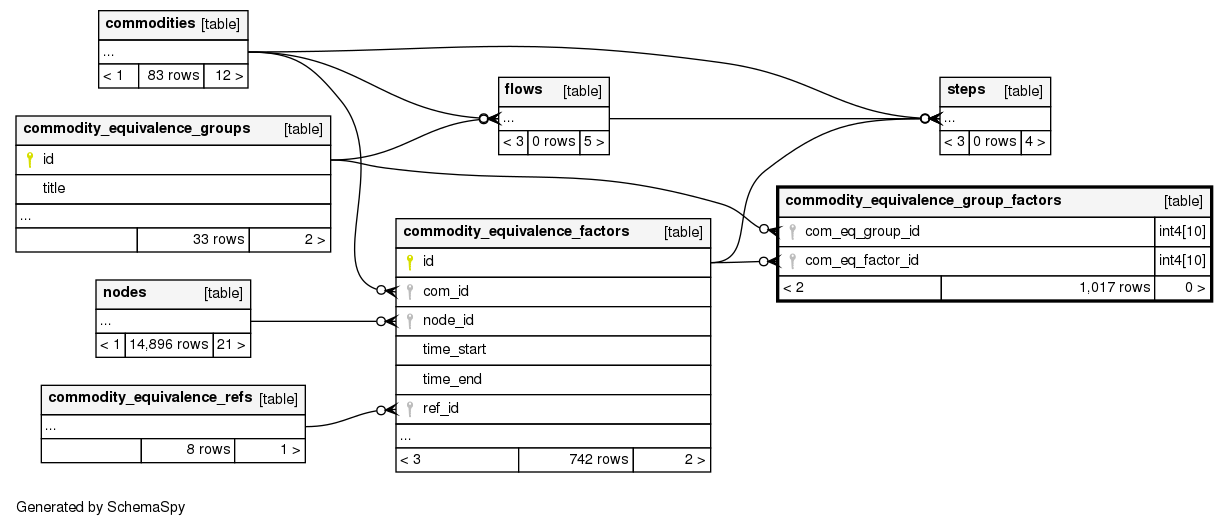 commodities [table]
...
< 1 83 rows 12 >
flows [table]
...
< 3 0 rows 5 >
steps [table]
...
< 3 0 rows 4 >
commodity_equivalence_groups [table]
id
title
...
33 rows 2 >
commodity_equivalence_group_factors [table]
com_eq_group_id int4[10]
com_eq_factor_id int4[10]
< 2 1,017 rows 0 >
commodity_equivalence_factors [table]
id
com_id
node_id
time_start
time_end
ref_id
...
< 3 742 rows 2 >
nodes [table]
...
< 1 14,896 rows 21 >
commodity_equivalence_refs [table]
...
8 rows 1 >
Generated by SchemaSpy